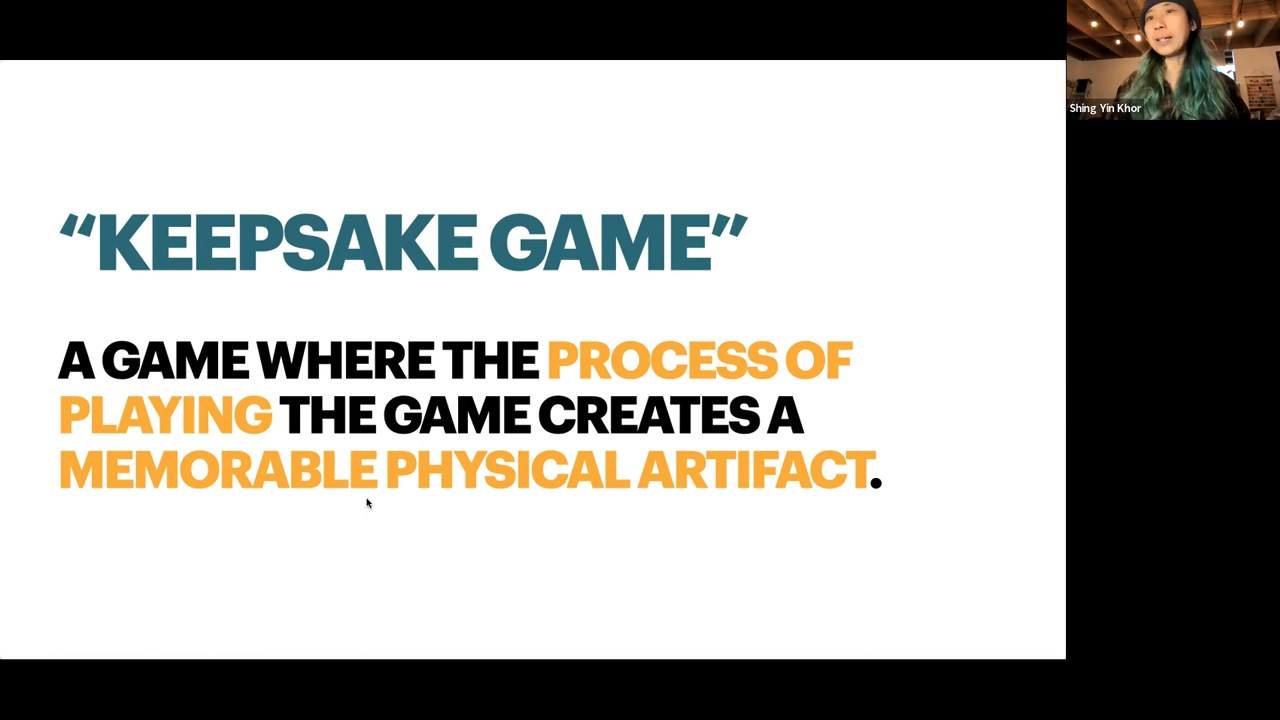 “KEEPSAKE GAME”
A GAME WHERE THE PROCESS OF
PLAYING THE GAME CREATES A
MEMORABLE PHYSICAL ARTIFACT.
Shing Yin Khor